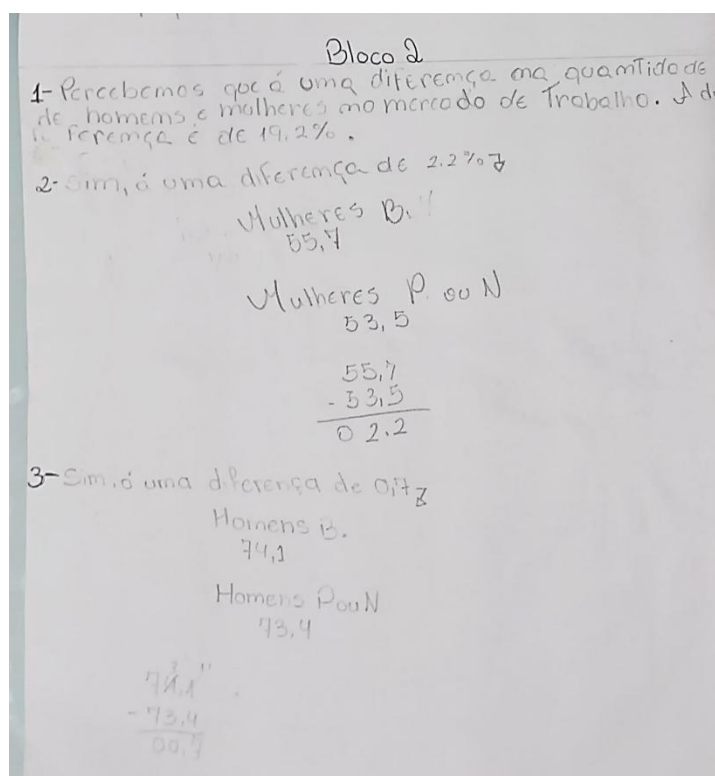 Bloco 2
1- Percebemos que á uma diferença na quantidade
de homens e mulheres no mercado de Trabalho. A di
ferença é de 19,2%.
2- Sim, á uma diferença de 2.2%
Mulheres B.
55,7
Mulheres P. ou N
53,5
55,7
- 53,5
02.2
3- Sim, á uma diferença de 0,7%
Homens B.
74,1
Homens P ou N
73,4
74,1
- 73,4
00,7